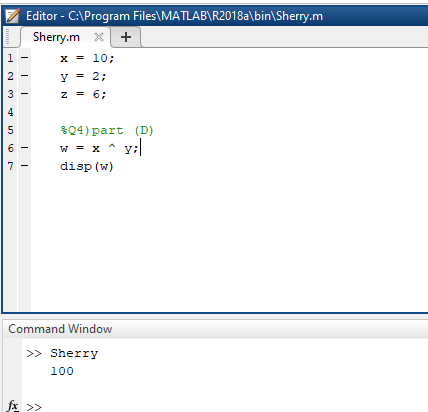 Editor - C:\Program Files\MATLAB\R2018a\bin\Sherry.m
Sherry.m × +
1 – x = 10;
2 – y = 2;
3 – z = 6;
4
5 %Q4)part (D)
6 – w = x ^ y;
7 – disp(w)
Command Window
>> Sherry
100
fx >>